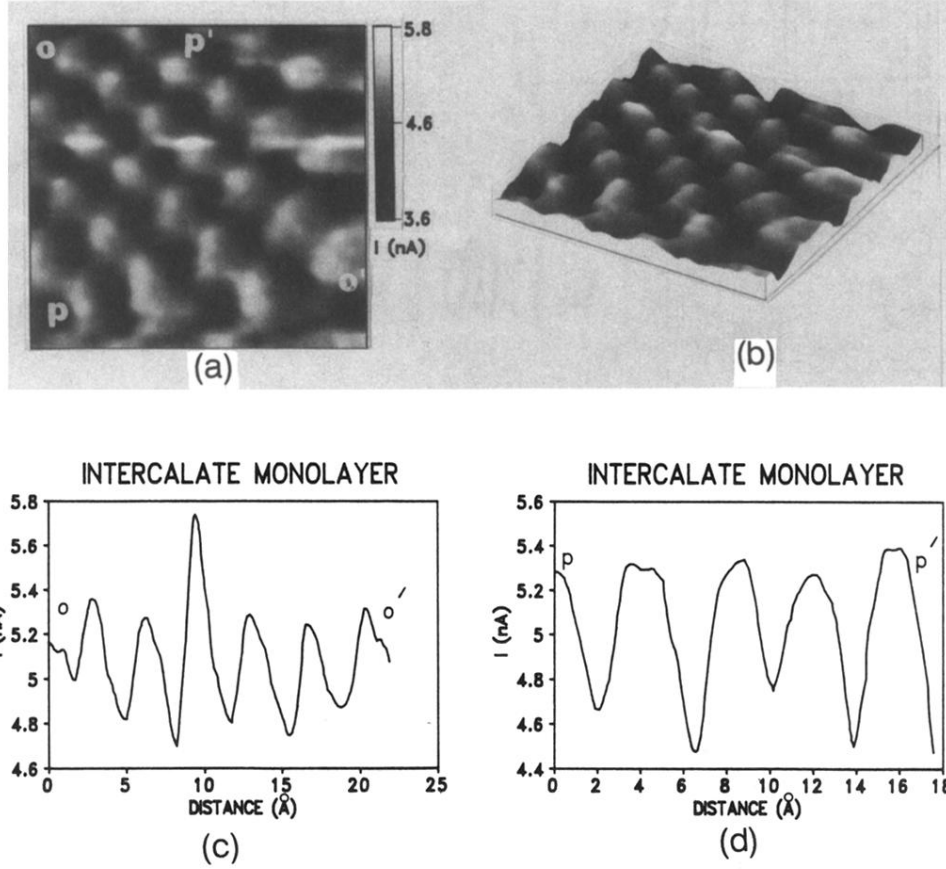 o
p'
5.8
4.6
3.6
I (nA)
o'
p
(a)
(b)
INTERCALATE MONOLAYER
5.8
5.6
5.4
5.2
5
4.8
4.6
I (nA)
o
o′
0
5
10
15
20
25
DISTANCE (Å)
(c)
INTERCALATE MONOLAYER
5.6
5.4
5.2
5
4.8
4.6
4.4
I (nA)
p
p′
0
2
4
6
8
10
12
14
16
18
DISTANCE (Å)
(d)